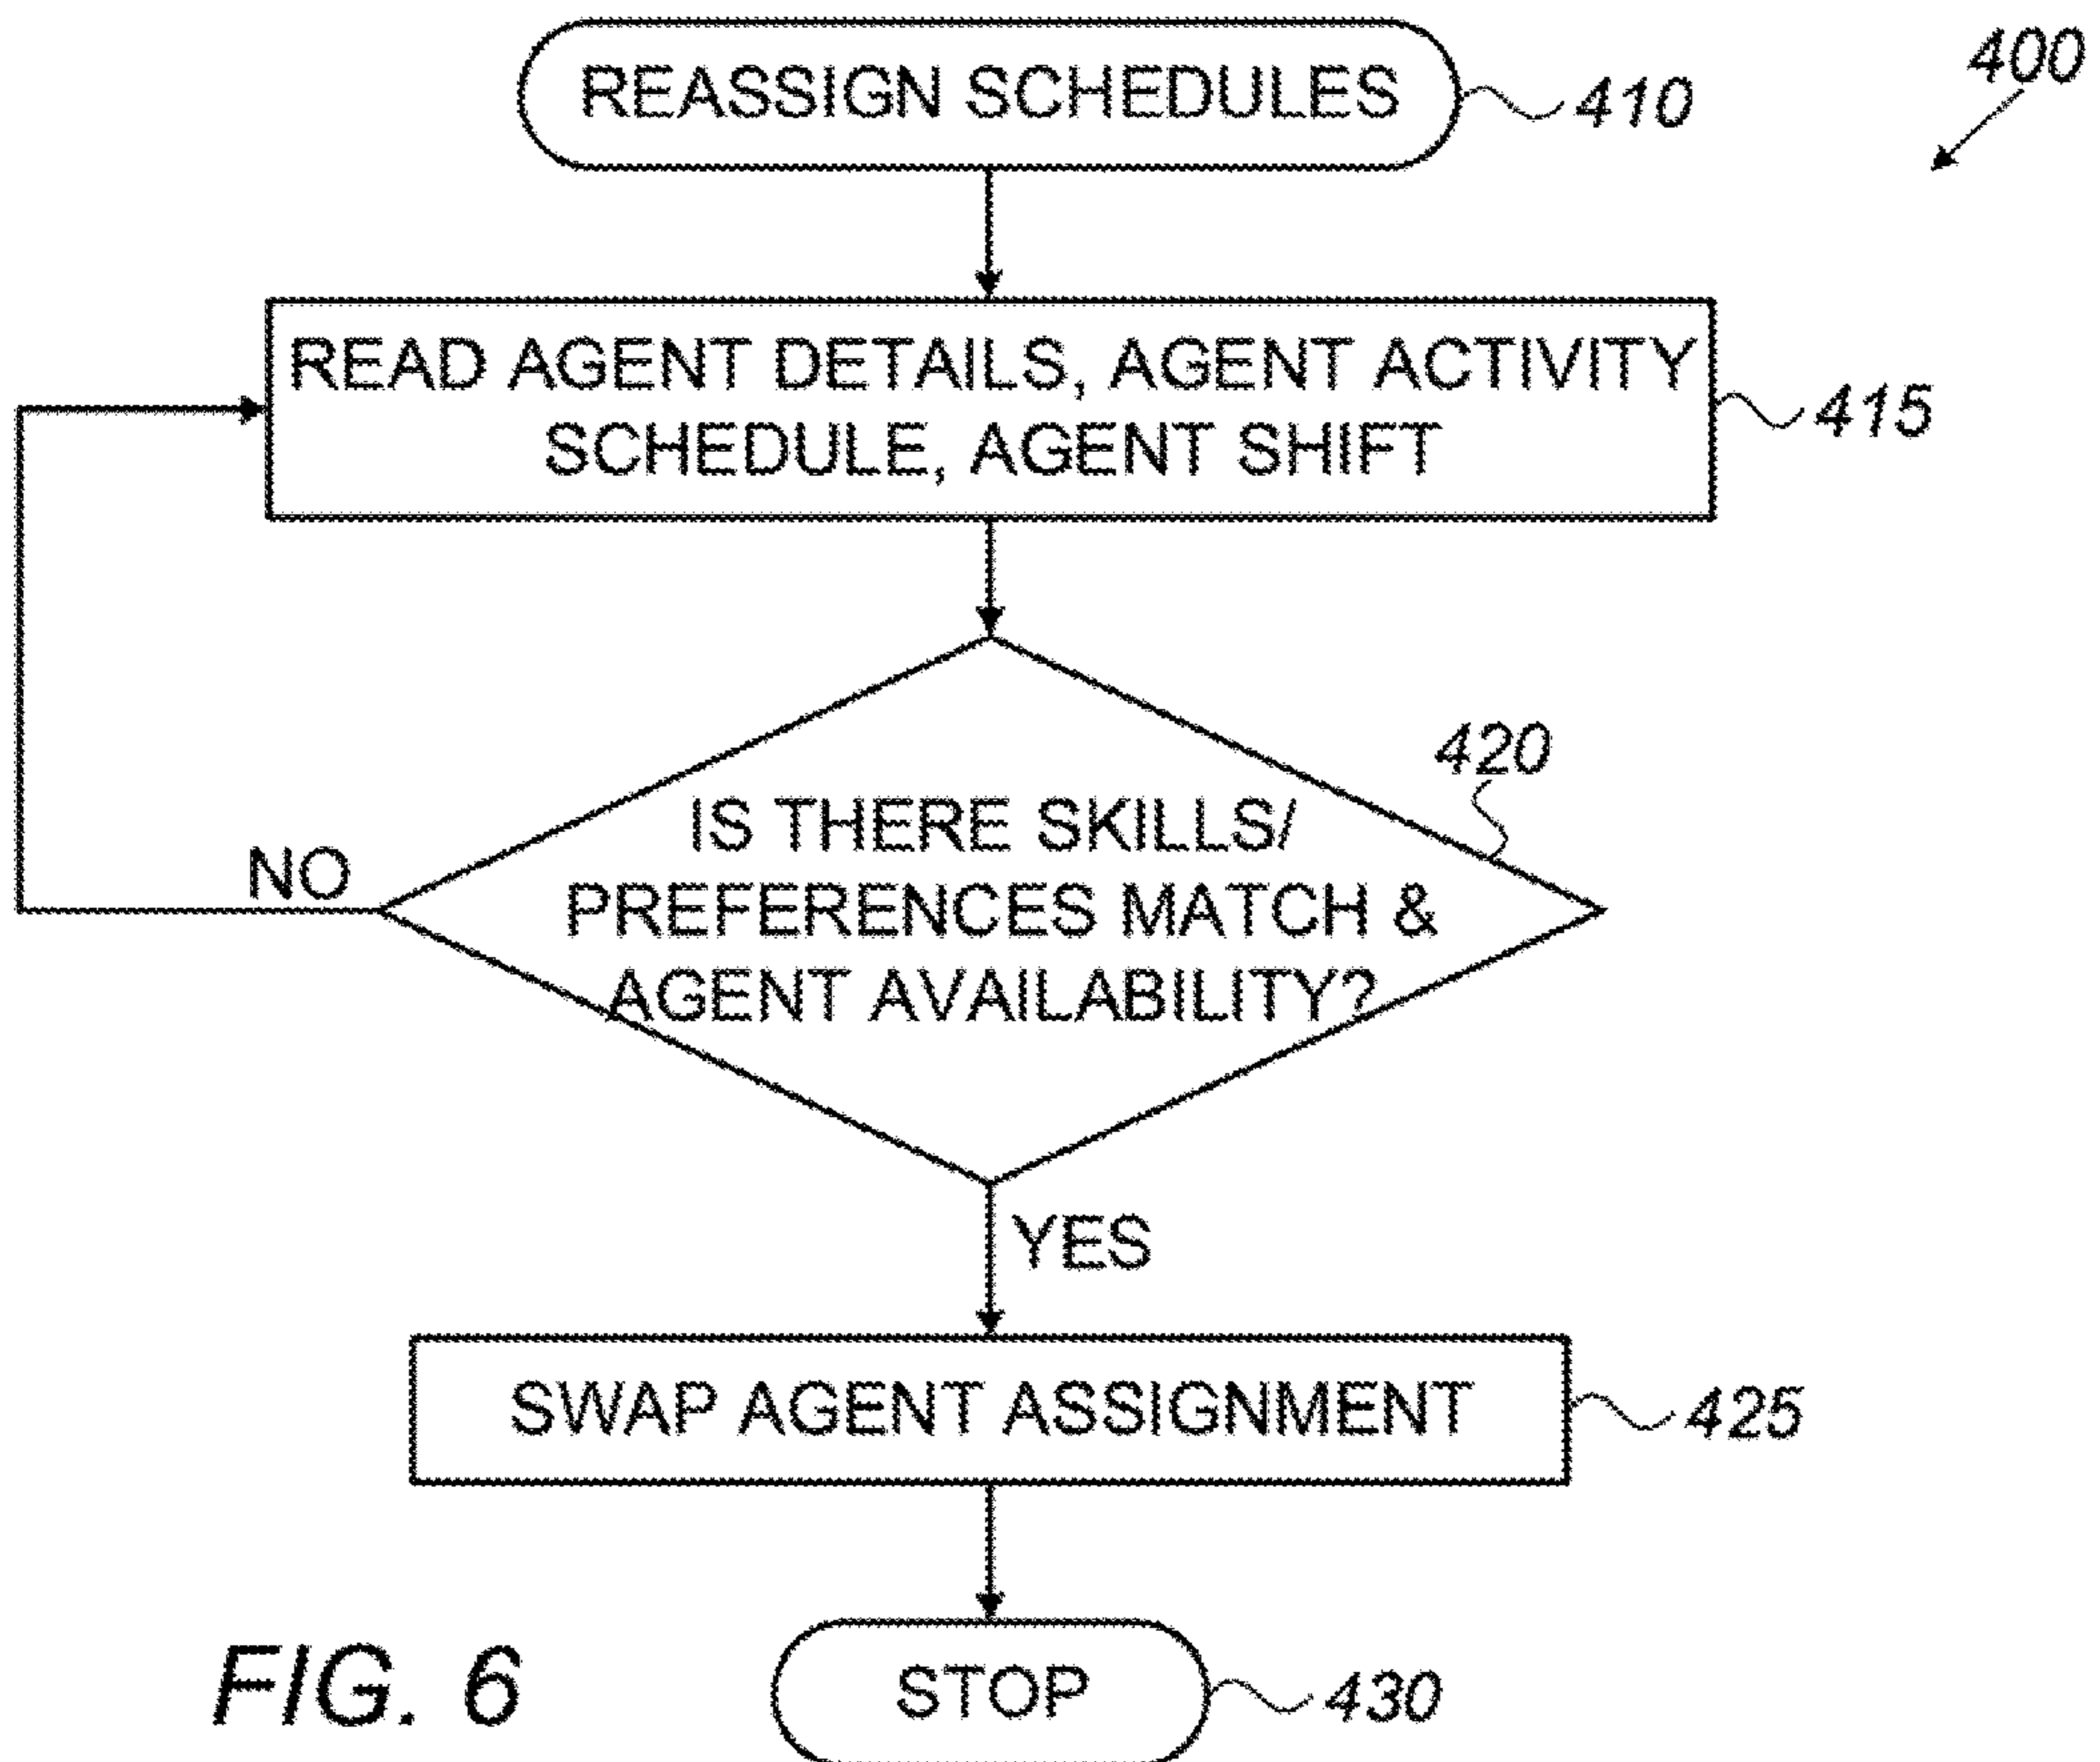 REASSIGN SCHEDULES
410
400
READ AGENT DETAILS, AGENT ACTIVITY
SCHEDULE, AGENT SHIFT
415
420
IS THERE SKILLS/
PREFERENCES MATCH &
AGENT AVAILABILITY?
NO
YES
SWAP AGENT ASSIGNMENT
425
STOP
430
FIG. 6